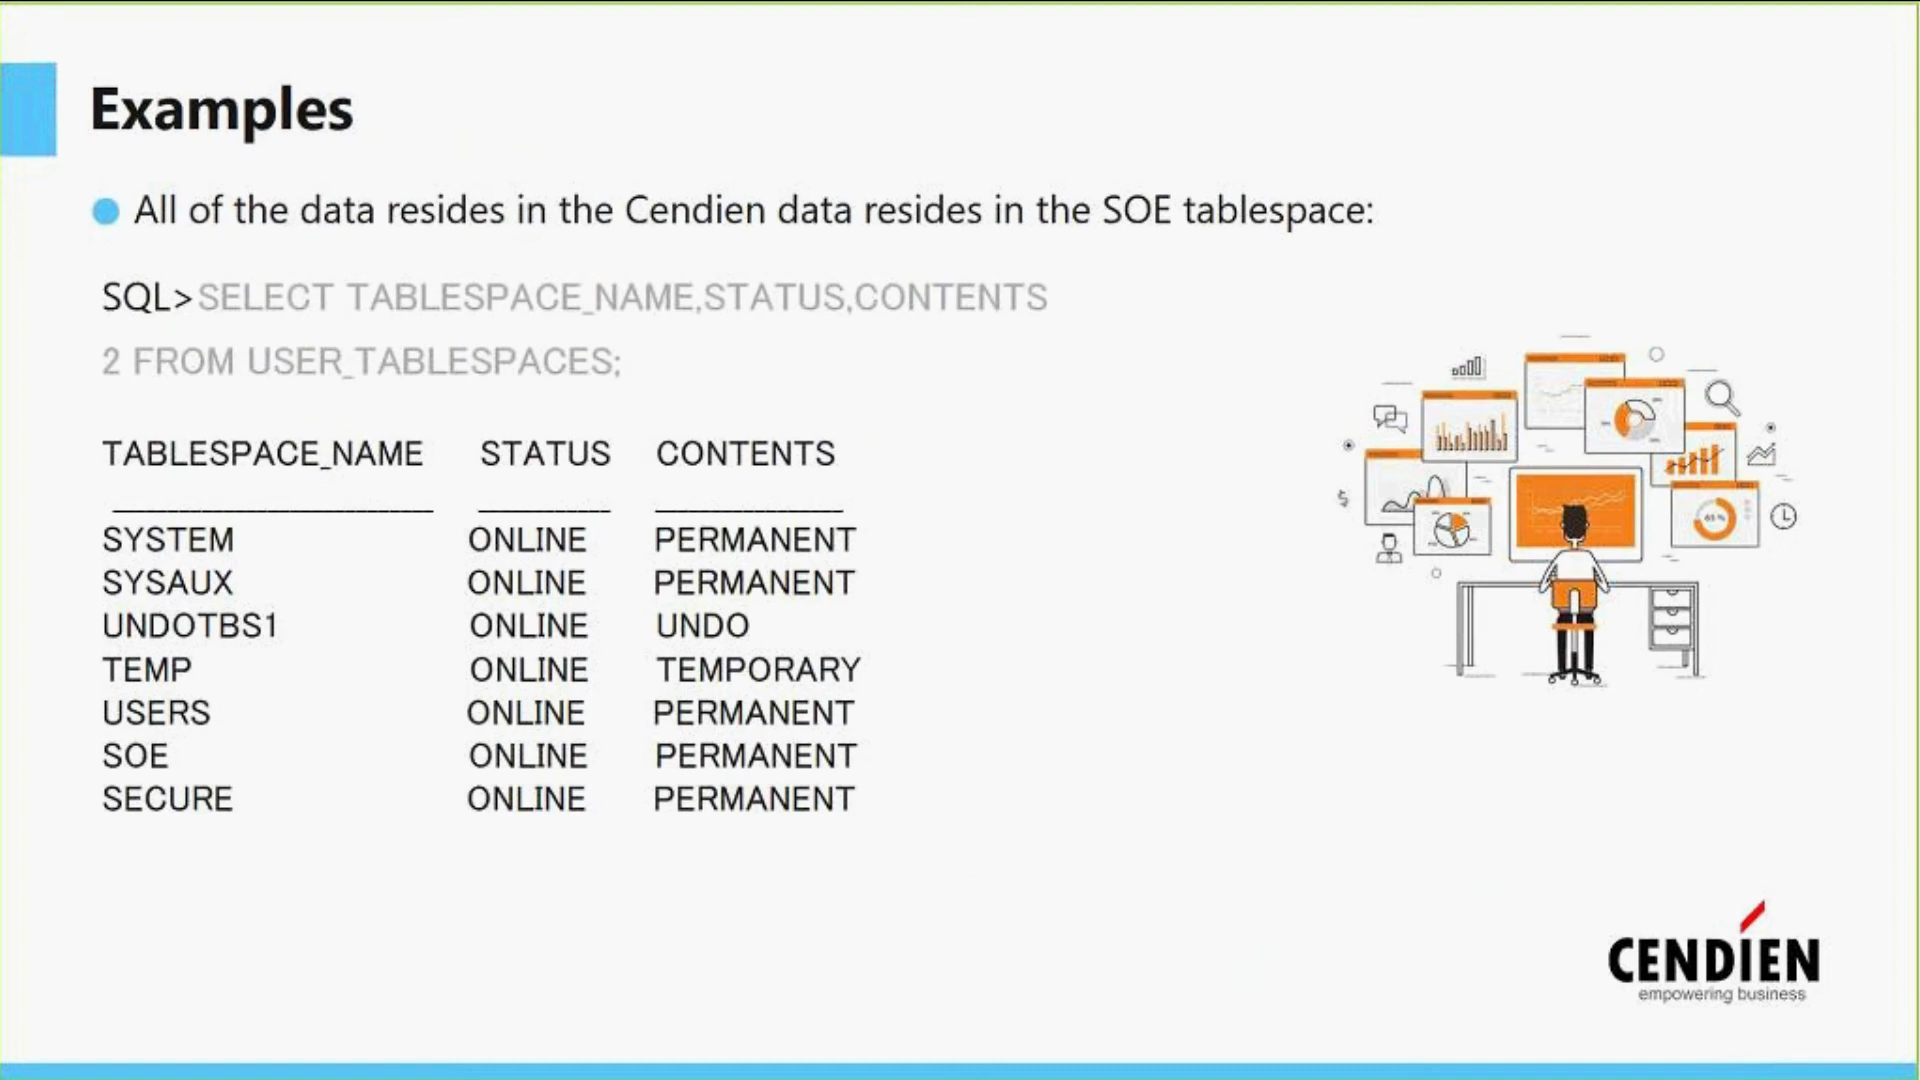 Examples
All of the data resides in the Cendien data resides in the SOE tablespace:
SQL>SELECT TABLESPACE_NAME,STATUS,CONTENTS
2 FROM USER_TABLESPACES;
TABLESPACE_NAME STATUS CONTENTS
SYSTEM ONLINE PERMANENT
SYSAUX ONLINE PERMANENT
UNDOTBS1 ONLINE UNDO
TEMP ONLINE TEMPORARY
USERS ONLINE PERMANENT
SOE ONLINE PERMANENT
SECURE ONLINE PERMANENT
CENDIEN
empowering business